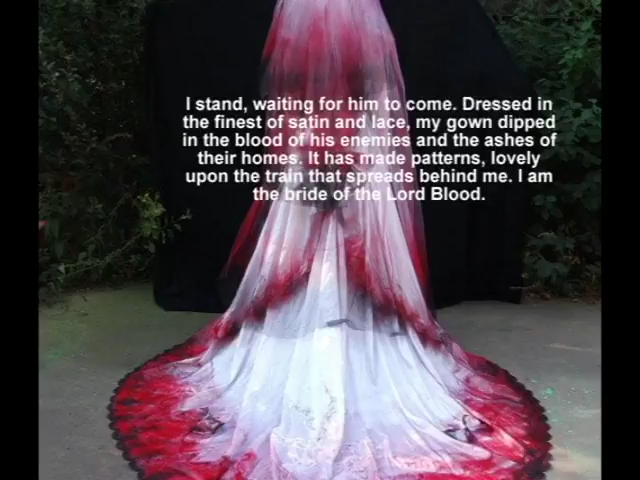 I stand, waiting for him to come. Dressed in
the finest of satin and lace, my gown dipped
in the blood of his enemies and the ashes of
their homes. It has made patterns, lovely
upon the train that spreads behind me. I am
the bride of the Lord Blood.